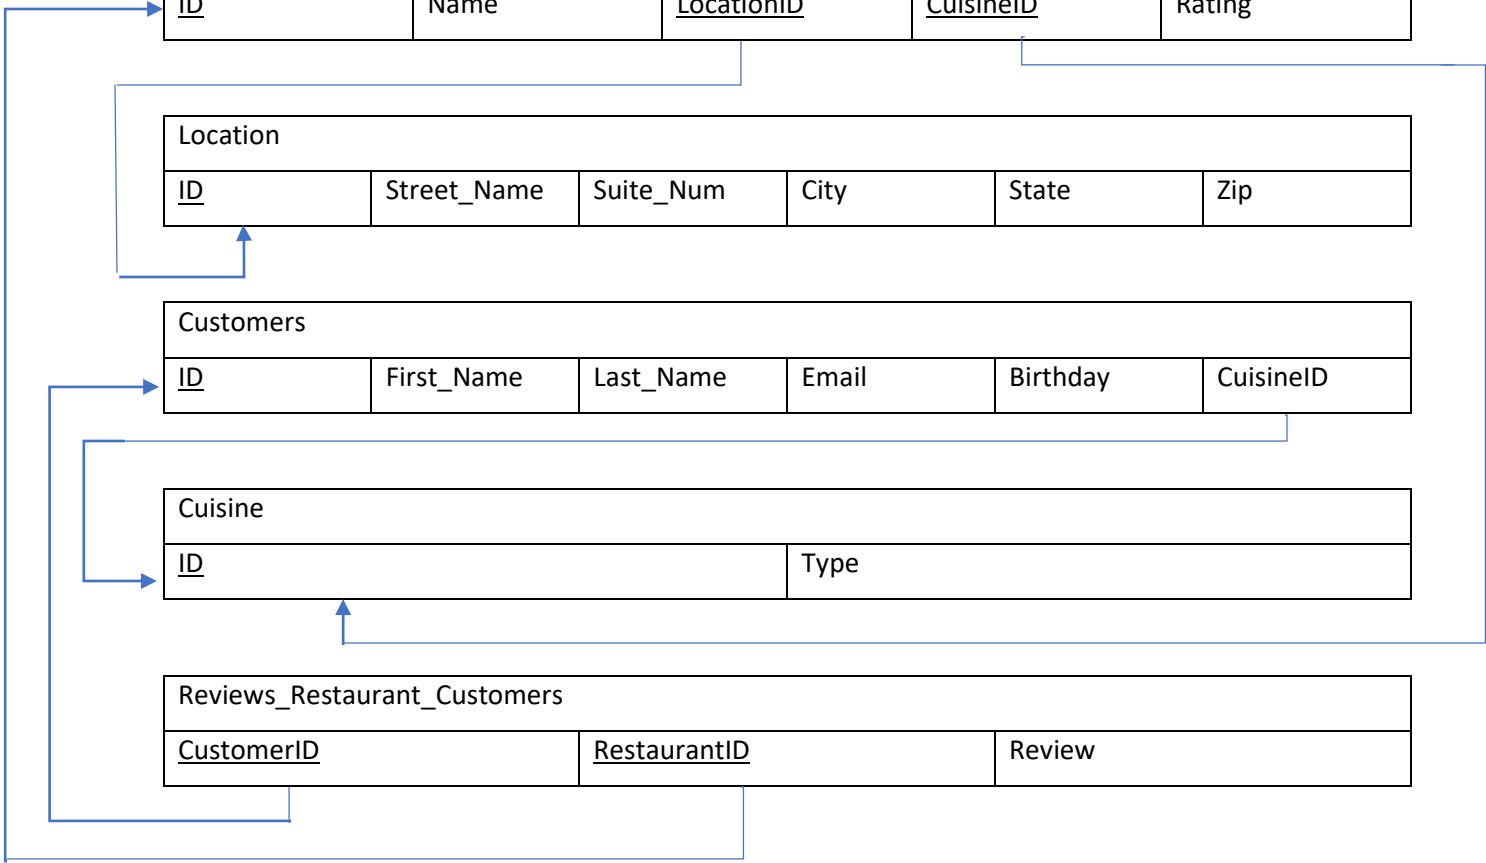 ID Name LocationID CuisineID Rating
Location
ID Street_Name Suite_Num City State Zip
Customers
ID First_Name Last_Name Email Birthday CuisineID
Cuisine
ID Type
Reviews_Restaurant_Customers
CustomerID RestaurantID Review